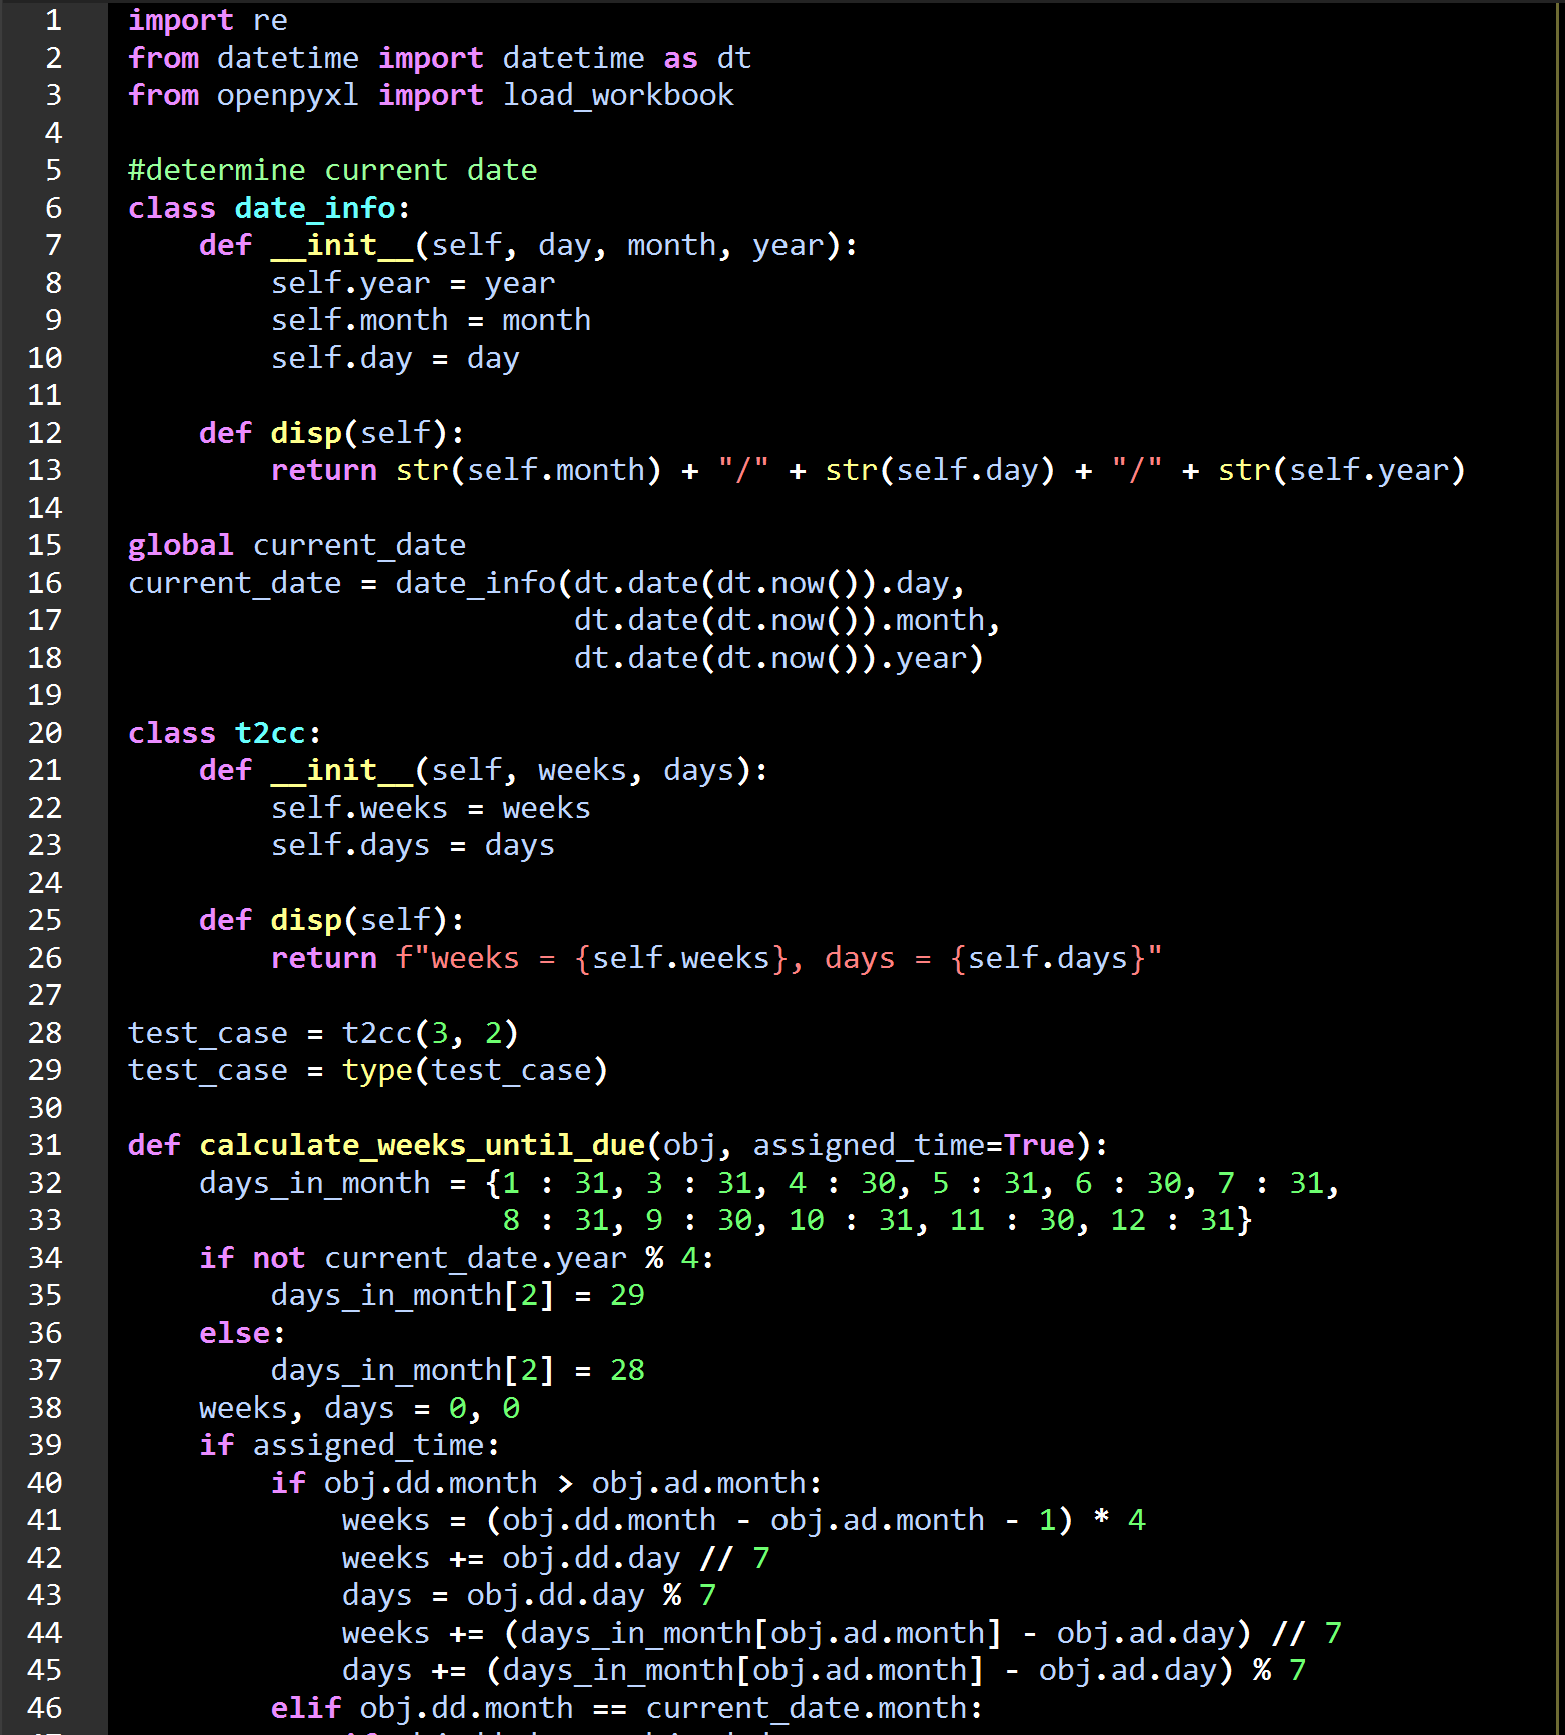 1 import re
2 from datetime import datetime as dt
3 from openpyxl import load_workbook
4
5 #determine current date
6 class date_info:
7     def __init__(self, day, month, year):
8         self.year = year
9         self.month = month
10         self.day = day
11
12     def disp(self):
13         return str(self.month) + "/" + str(self.day) + "/" + str(self.year)
14
15 global current_date
16 current_date = date_info(dt.date(dt.now()).day,
17                          dt.date(dt.now()).month,
18                          dt.date(dt.now()).year)
19
20 class t2cc:
21     def __init__(self, weeks, days):
22         self.weeks = weeks
23         self.days = days
24
25     def disp(self):
26         return f"weeks = {self.weeks}, days = {self.days}"
27
28 test_case = t2cc(3, 2)
29 test_case = type(test_case)
30
31 def calculate_weeks_until_due(obj, assigned_time=True):
32     days_in_month = {1 : 31, 3 : 31, 4 : 30, 5 : 31, 6 : 30, 7 : 31,
33                      8 : 31, 9 : 30, 10 : 31, 11 : 30, 12 : 31}
34     if not current_date.year % 4:
35         days_in_month[2] = 29
36     else:
37         days_in_month[2] = 28
38     weeks, days = 0, 0
39     if assigned_time:
40         if obj.dd.month > obj.ad.month:
41             weeks = (obj.dd.month - obj.ad.month - 1) * 4
42             weeks += obj.dd.day // 7
43             days = obj.dd.day % 7
44             weeks += (days_in_month[obj.ad.month] - obj.ad.day) // 7
45             days += (days_in_month[obj.ad.month] - obj.ad.day) % 7
46         elif obj.dd.month == current_date.month: